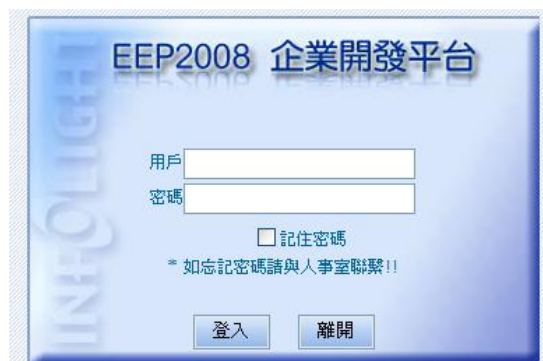 EEP2008 企業開發平台
INFOLIGHT
用戶
密碼
記住密碼
* 如忘記密碼請與人事室聯繫!!
登入 離開